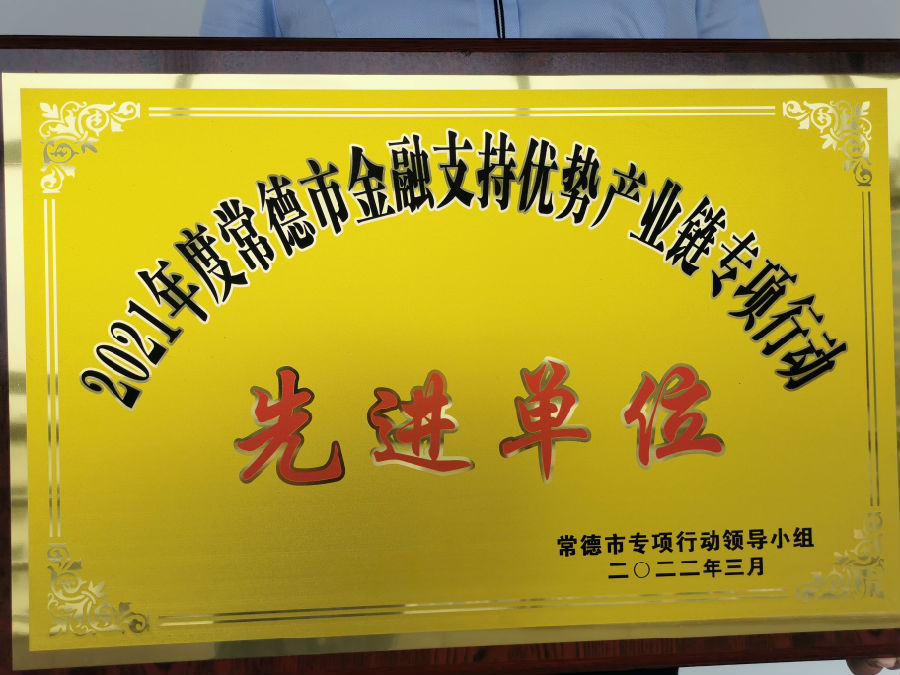 2021年度常德市金融支持优势产业链专项行动
先进单位
常德市专项行动领导小组
二〇二二年三月